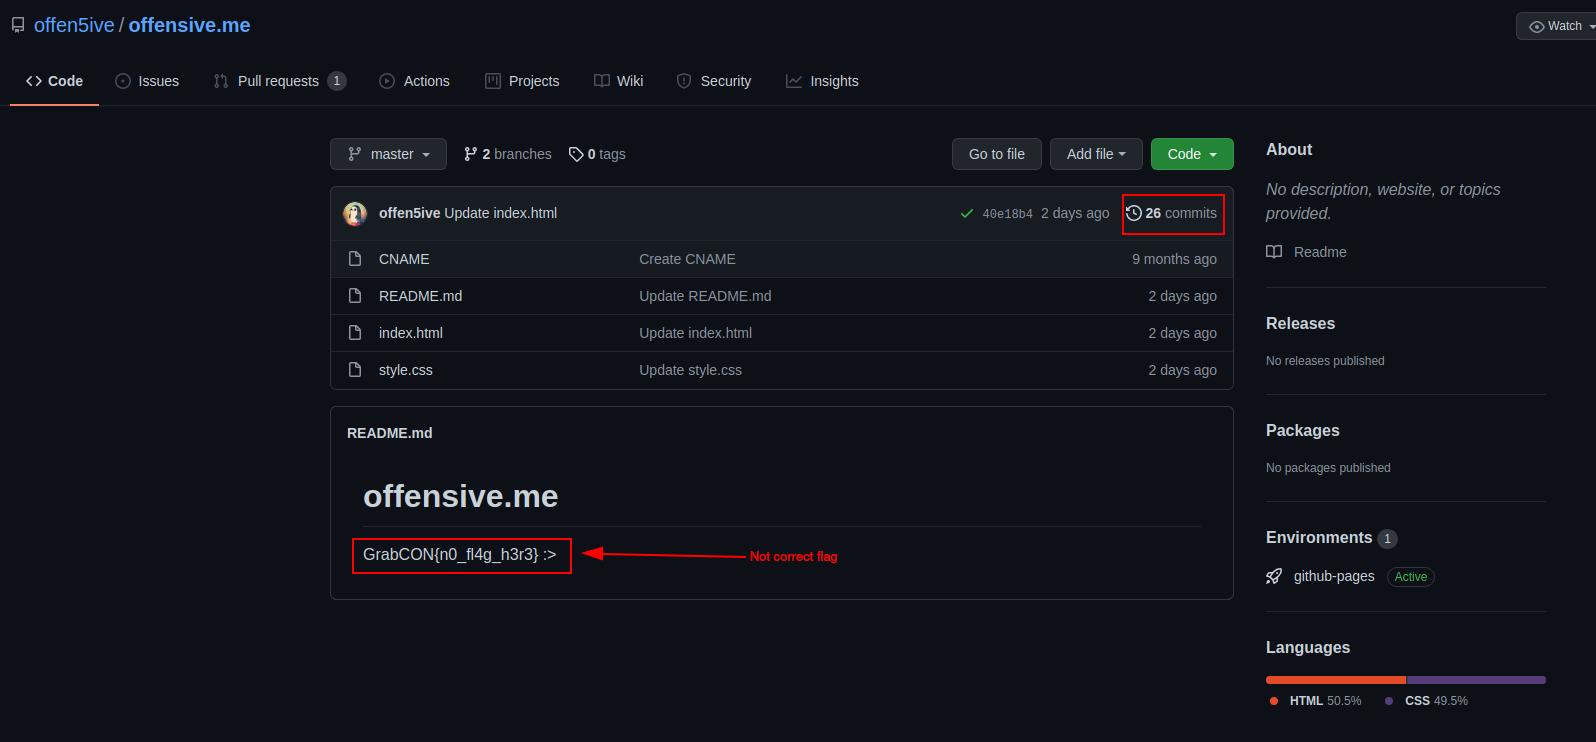 offen5ive / offensive.me
Watch
Code Issues Pull requests 1 Actions Projects Wiki Security Insights
master 2 branches 0 tags Go to file Add file Code
offen5ive Update index.html 40e18b4 2 days ago 26 commits
CNAME Create CNAME 9 months ago
README.md Update README.md 2 days ago
index.html Update index.html 2 days ago
style.css Update style.css 2 days ago
README.md
offensive.me
GrabCON{n0_fl4g_h3r3} :> Not correct flag
About
No description, website, or topics
provided.
Readme
Releases
No releases published
Packages
No packages published
Environments 1
github-pages Active
Languages
HTML 50.5% CSS 49.5%